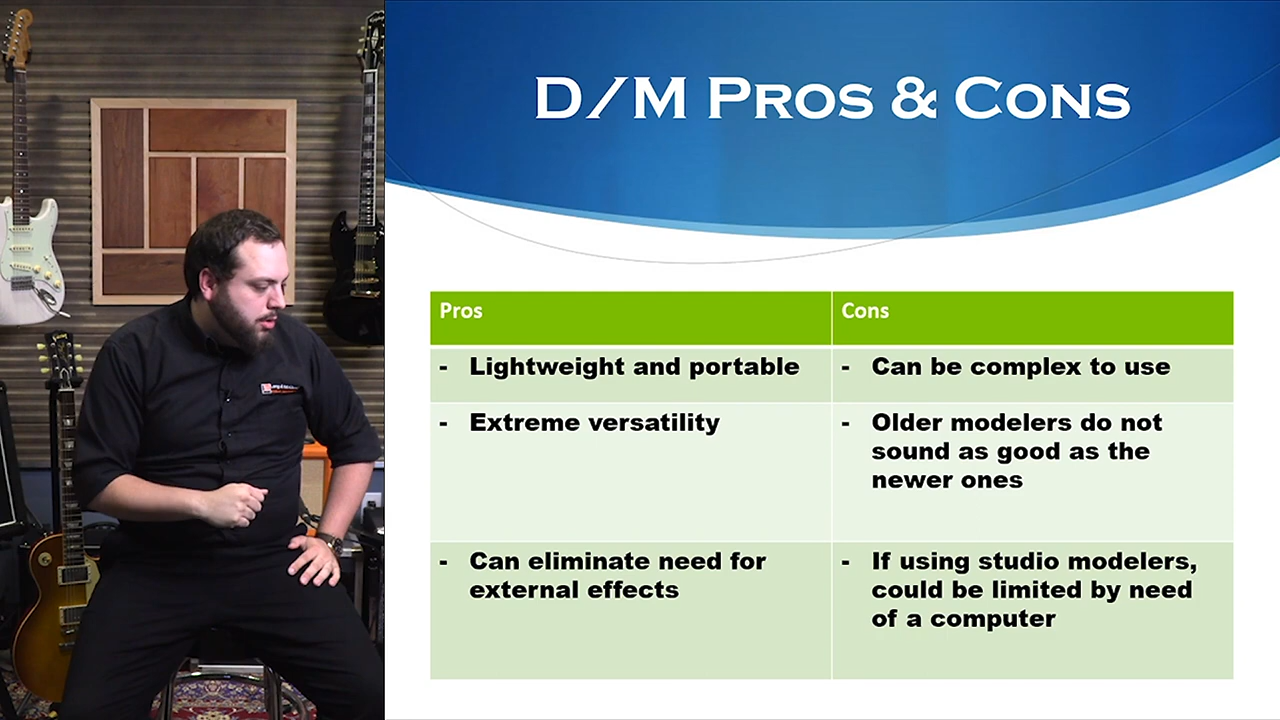 D/M Pros & Cons
Pros
Cons
- Lightweight and portable
- Can be complex to use
- Extreme versatility
- Older modelers do not
sound as good as the
newer ones
- Can eliminate need for
external effects
- If using studio modelers,
could be limited by need
of a computer